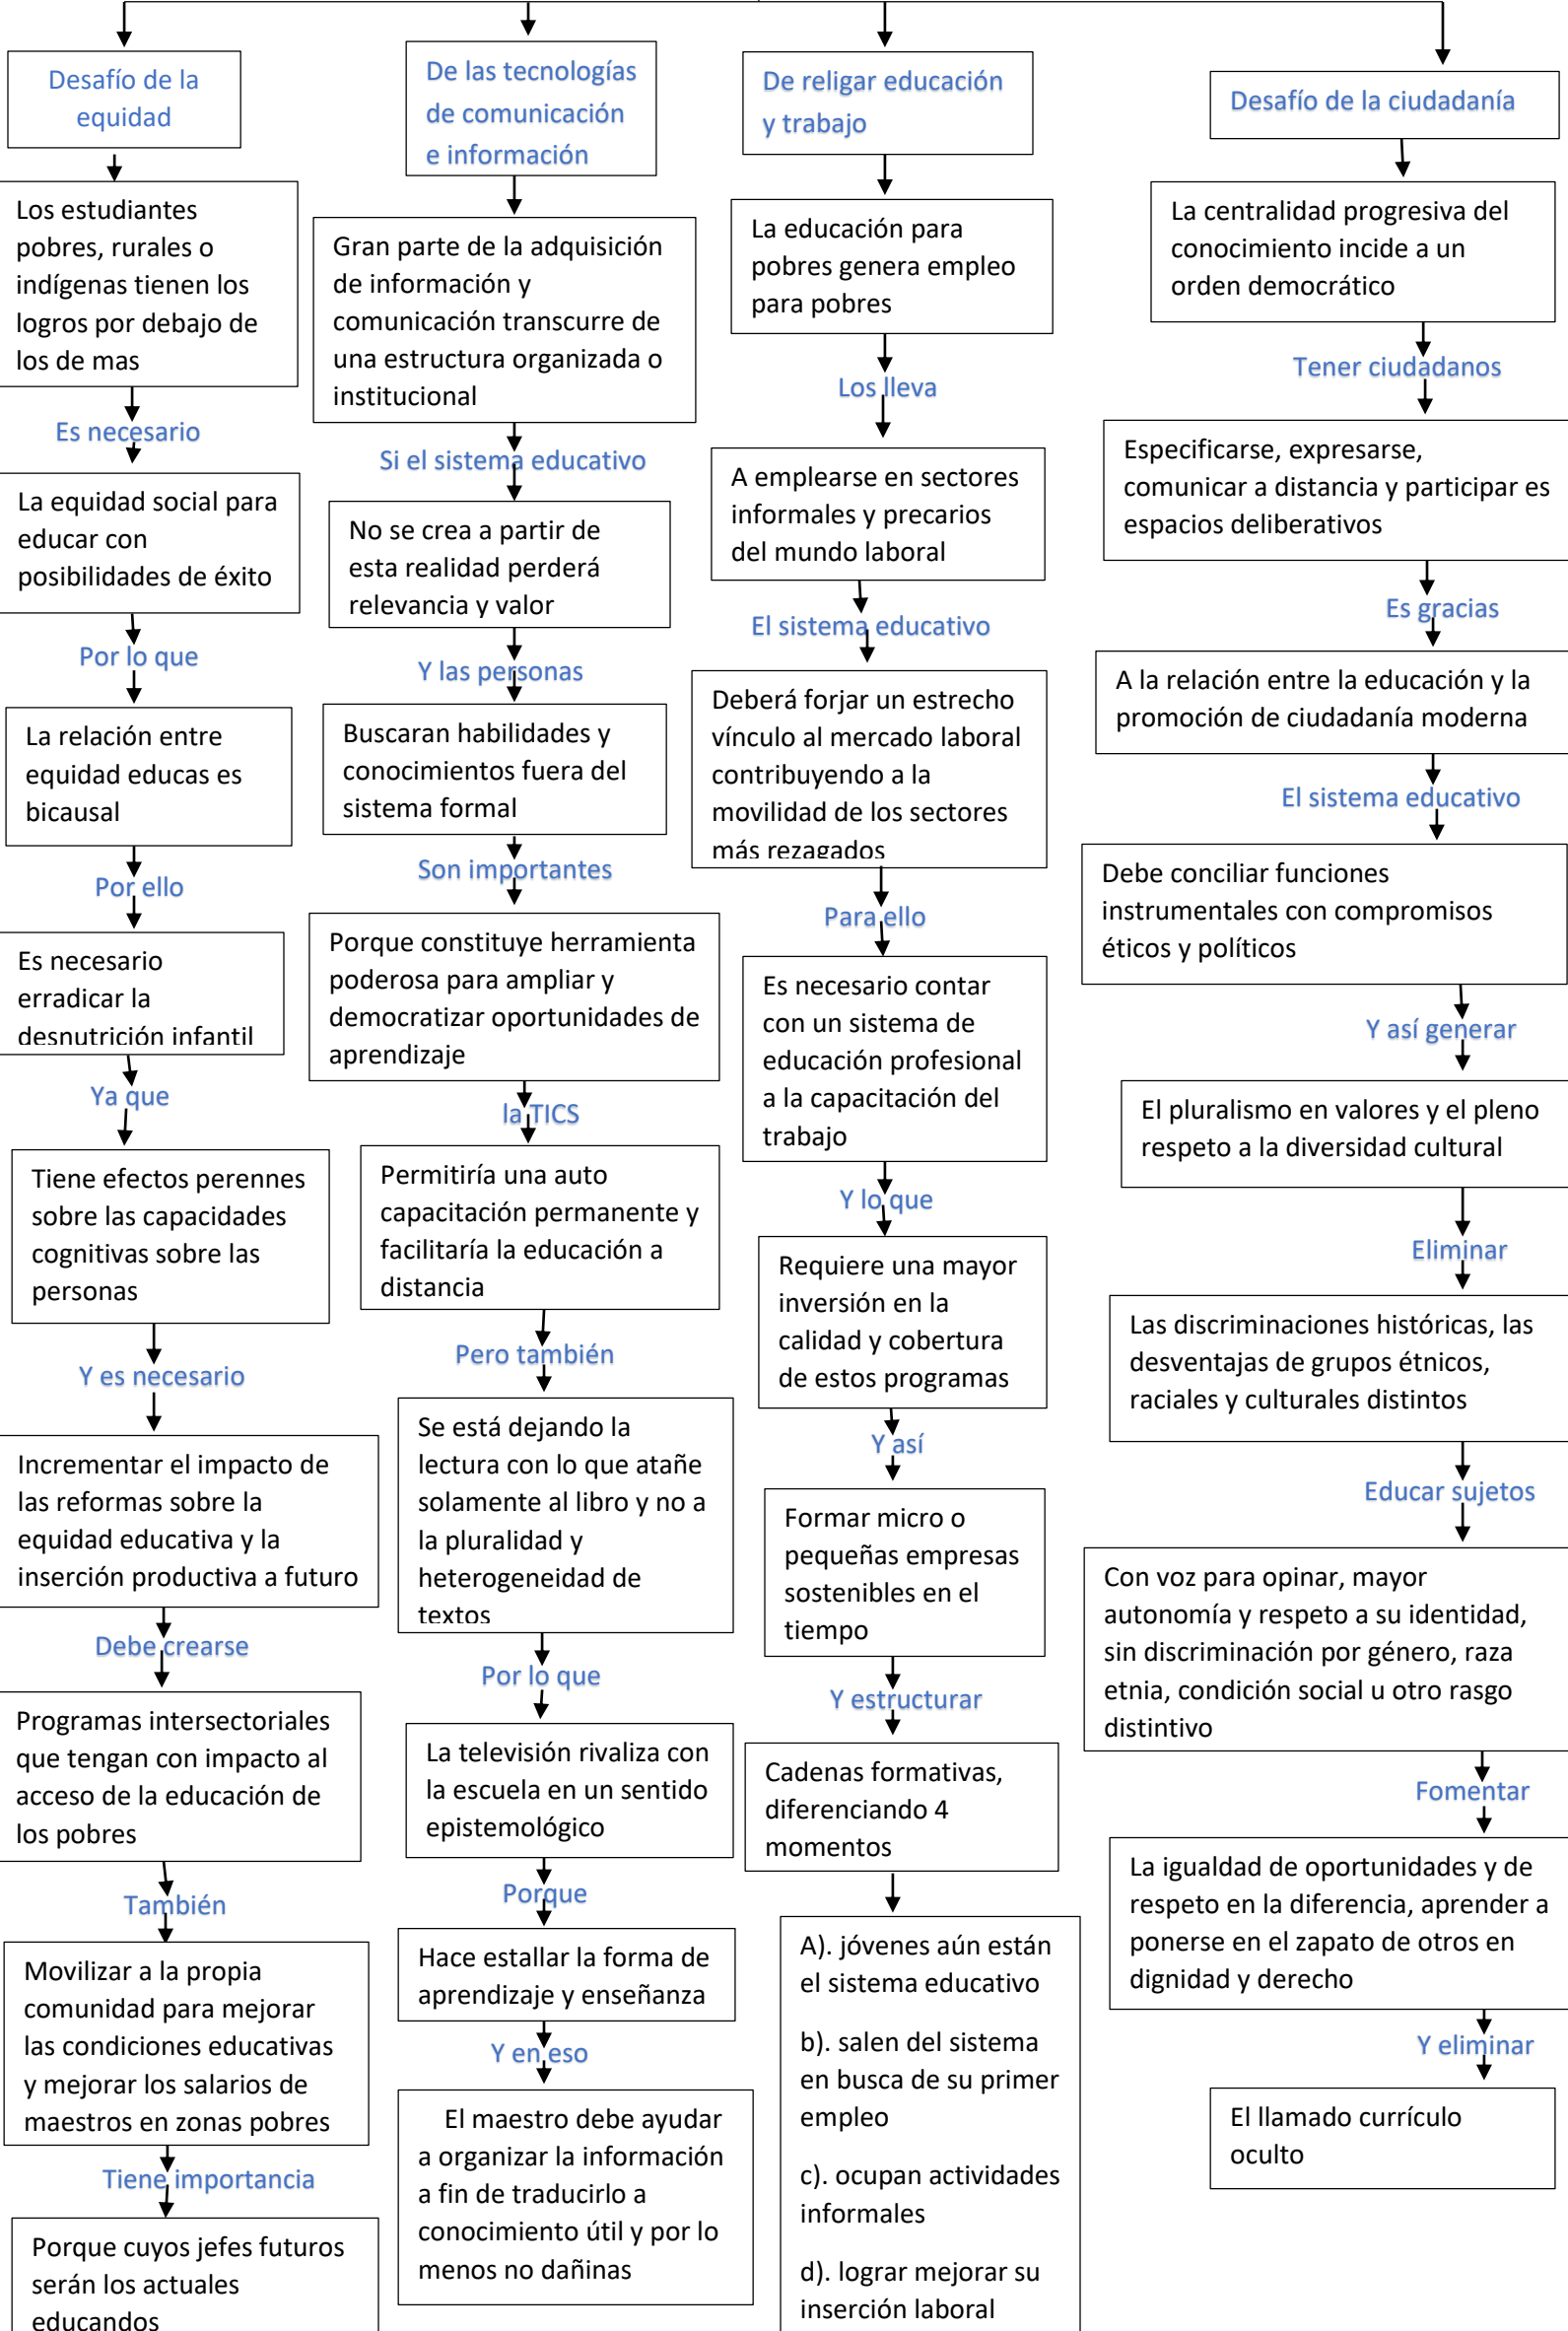 Desafío de la
equidad
Los estudiantes
pobres, rurales o
indígenas tienen los
logros por debajo de
los de mas
Es necesario
La equidad social para
educar con
posibilidades de éxito
Por lo que
La relación entre
equidad educas es
bicausal
Por ello
Es necesario
erradicar la
desnutrición infantil
Ya que
Tiene efectos perennes
sobre las capacidades
cognitivas sobre las
personas
Y es necesario
Incrementar el impacto de
las reformas sobre la
equidad educativa y la
inserción productiva a futuro
Debe crearse
Programas intersectoriales
que tengan con impacto al
acceso de la educación de
los pobres
También
Movilizar a la propia
comunidad para mejorar
las condiciones educativas
y mejorar los salarios de
maestros en zonas pobres
Tiene importancia
Porque cuyos jefes futuros
serán los actuales
educandos
De las tecnologías
de comunicación
e información
Gran parte de la adquisición
de información y
comunicación transcurre de
una estructura organizada o
institucional
Si el sistema educativo
No se crea a partir de
esta realidad perderá
relevancia y valor
Y las personas
Buscaran habilidades y
conocimientos fuera del
sistema formal
Son importantes
Porque constituye herramienta
poderosa para ampliar y
democratizar oportunidades de
aprendizaje
la TICS
Permitiría una auto
capacitación permanente y
facilitaría la educación a
distancia
Pero también
Se está dejando la
lectura con lo que atañe
solamente al libro y no a
la pluralidad y
heterogeneidad de
textos
Por lo que
La televisión rivaliza con
la escuela en un sentido
epistemológico
Porque
Hace estallar la forma de
aprendizaje y enseñanza
Y en eso
El maestro debe ayudar
a organizar la información
a fin de traducirlo a
conocimiento útil y por lo
menos no dañinas
De religar educación
y trabajo
La educación para
pobres genera empleo
para pobres
Los lleva
A emplearse en sectores
informales y precarios
del mundo laboral
El sistema educativo
Deberá forjar un estrecho
vínculo al mercado laboral
contribuyendo a la
movilidad de los sectores
más rezagados
Para ello
Es necesario contar
con un sistema de
educación profesional
a la capacitación del
trabajo
Y lo que
Requiere una mayor
inversión en la
calidad y cobertura
de estos programas
Y así
Formar micro o
pequeñas empresas
sostenibles en el
tiempo
Y estructurar
Cadenas formativas,
diferenciando 4
momentos
A). jóvenes aún están
el sistema educativo
b). salen del sistema
en busca de su primer
empleo
c). ocupan actividades
informales
d). lograr mejorar su
inserción laboral
Desafío de la ciudadanía
La centralidad progresiva del
conocimiento incide a un
orden democrático
Tener ciudadanos
Especificarse, expresarse,
comunicar a distancia y participar es
espacios deliberativos
Es gracias
A la relación entre la educación y la
promoción de ciudadanía moderna
El sistema educativo
Debe conciliar funciones
instrumentales con compromisos
éticos y políticos
Y así generar
El pluralismo en valores y el pleno
respeto a la diversidad cultural
Eliminar
Las discriminaciones históricas, las
desventajas de grupos étnicos,
raciales y culturales distintos
Educar sujetos
Con voz para opinar, mayor
autonomía y respeto a su identidad,
sin discriminación por género, raza
etnia, condición social u otro rasgo
distintivo
Fomentar
La igualdad de oportunidades y de
respeto en la diferencia, aprender a
ponerse en el zapato de otros en
dignidad y derecho
Y eliminar
El llamado currículo
oculto